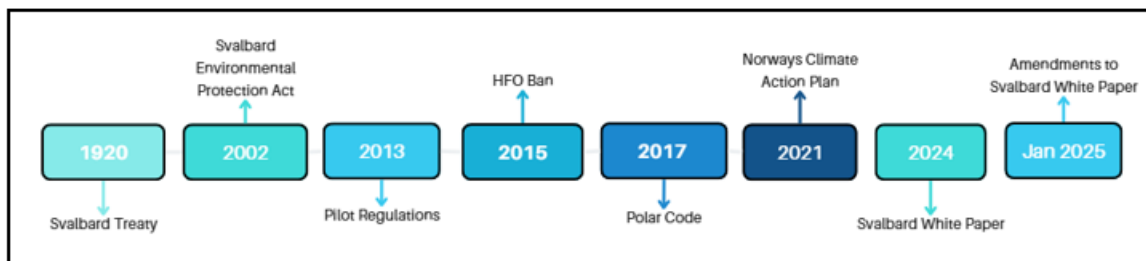 Svalbard
Environmental
Protection Act
HFO Ban
Norways Climate
Action Plan
Amendments to
Svalbard White Paper
1920
2002
2013
2015
2017
2021
2024
Jan 2025
Svalbard Treaty
Pilot Regulations
Polar Code
Svalbard White Paper